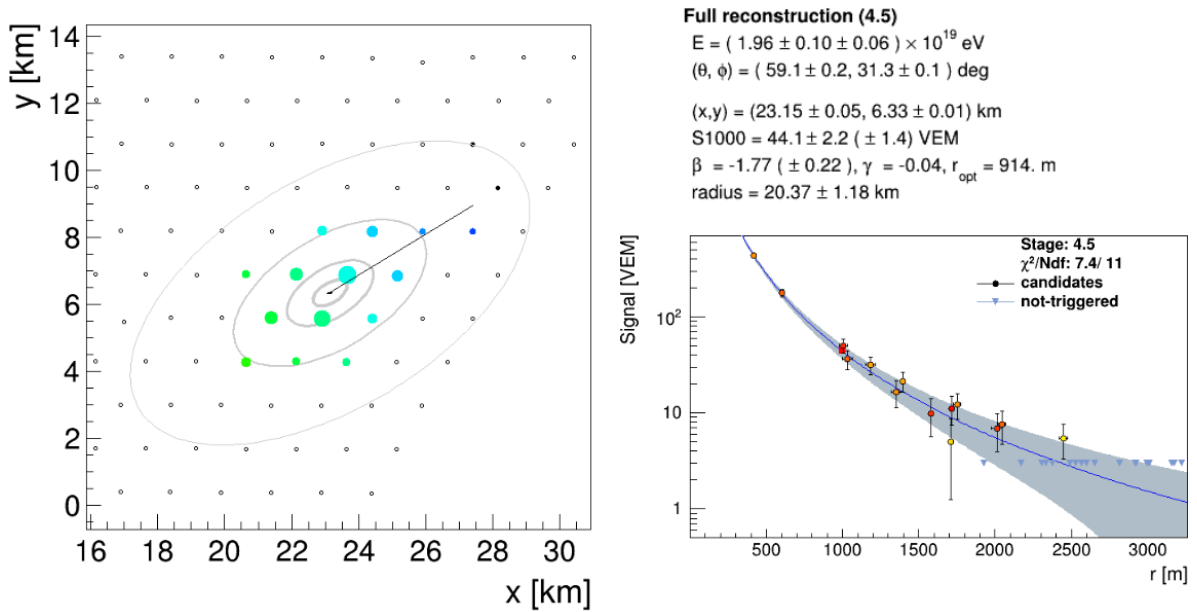 y [km]
14
12
10
8
6
4
2
0
16 18 20 22 24 26 28 30
x [km]
Full reconstruction (4.5)
E = ( 1.96 ± 0.10 ± 0.06 ) × 10^19 eV
(θ, ϕ) = ( 59.1 ± 0.2, 31.3 ± 0.1 ) deg
(x,y) = (23.15 ± 0.05, 6.33 ± 0.01) km
S1000 = 44.1 ± 2.2 ( ± 1.4) VEM
β = -1.77 ( ± 0.22 ), γ = -0.04, r_opt = 914. m
radius = 20.37 ± 1.18 km
Signal [VEM]
10^2
10
1
Stage: 4.5
χ²/Ndf: 7.4/ 11
candidates
not-triggered
500 1000 1500 2000 2500 3000
r [m]